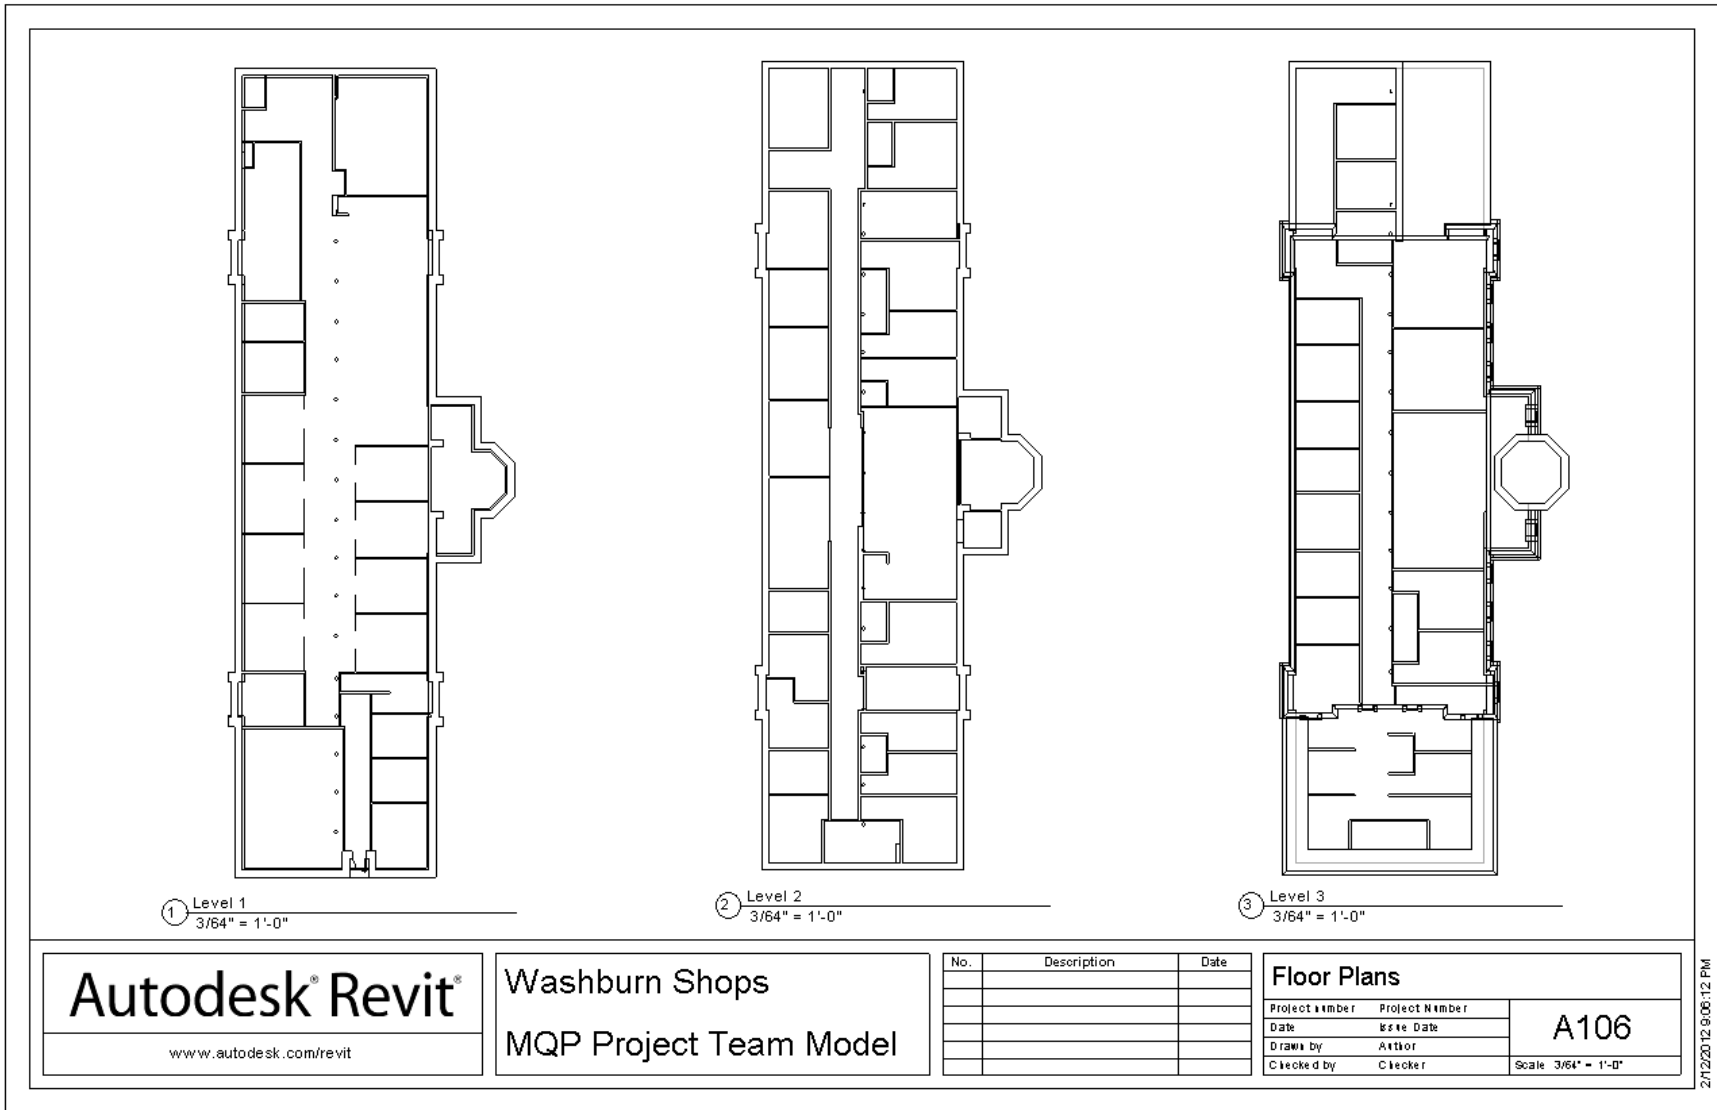 1 Level 1
3/64" = 1'-0"
2 Level 2
3/64" = 1'-0"
3 Level 3
3/64" = 1'-0"
Autodesk® Revit®
www.autodesk.com/revit
Washburn Shops
MQP Project Team Model
No. Description Date
Floor Plans
Project number Project Number
Date Issue Date
Drawn by Author
Checked by Checker
A106
Scale 3/64" = 1'-0"
2/12/2012 9:06:12 PM